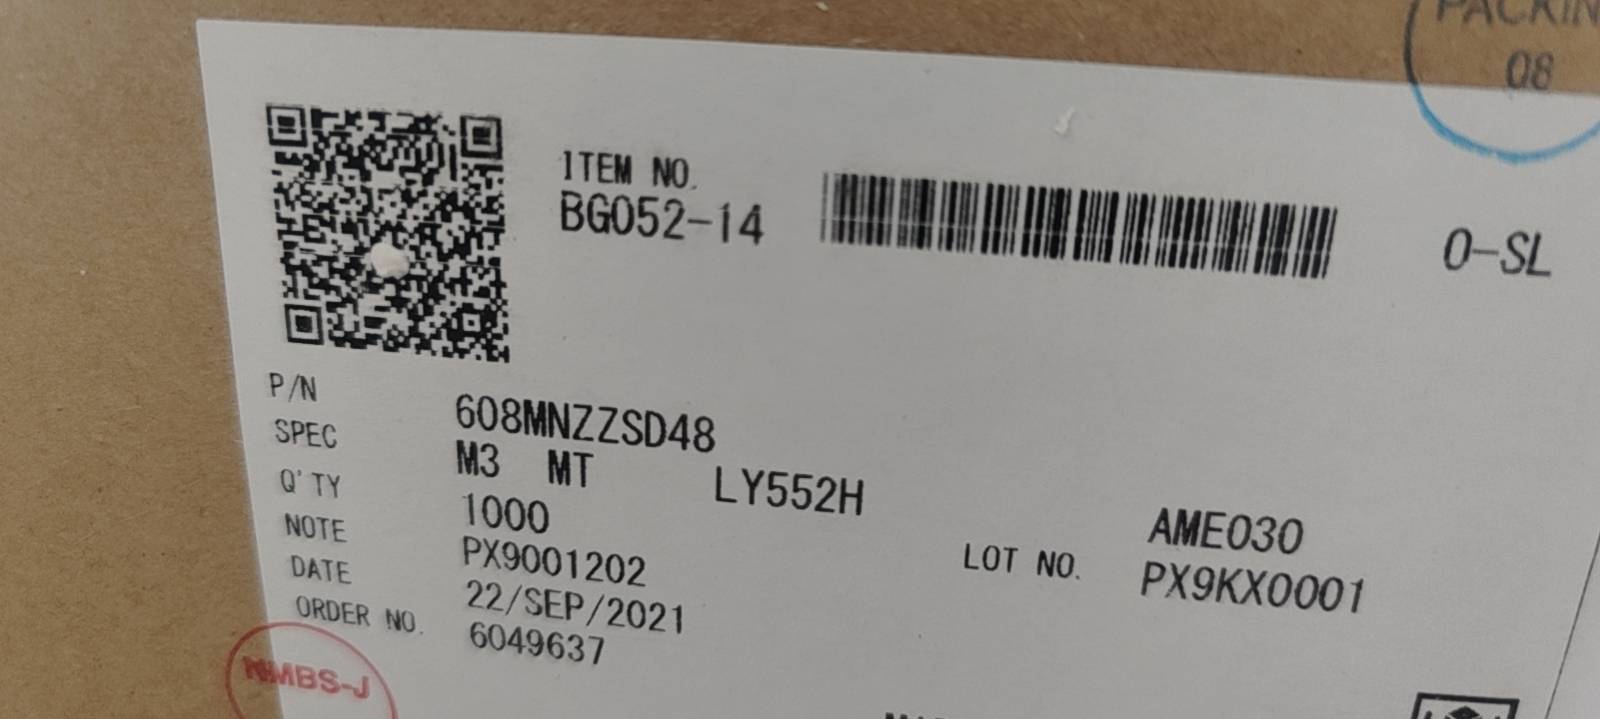 PACKIN
08
ITEM NO.
BG052-14
O-SL
P/N 608MNZZSD48
SPEC M3 MT LY552H
Q'TY 1000 AME030
NOTE PX9001202 LOT NO. PX9KX0001
DATE 22/SEP/2021
ORDER NO. 6049637
NMBS-J